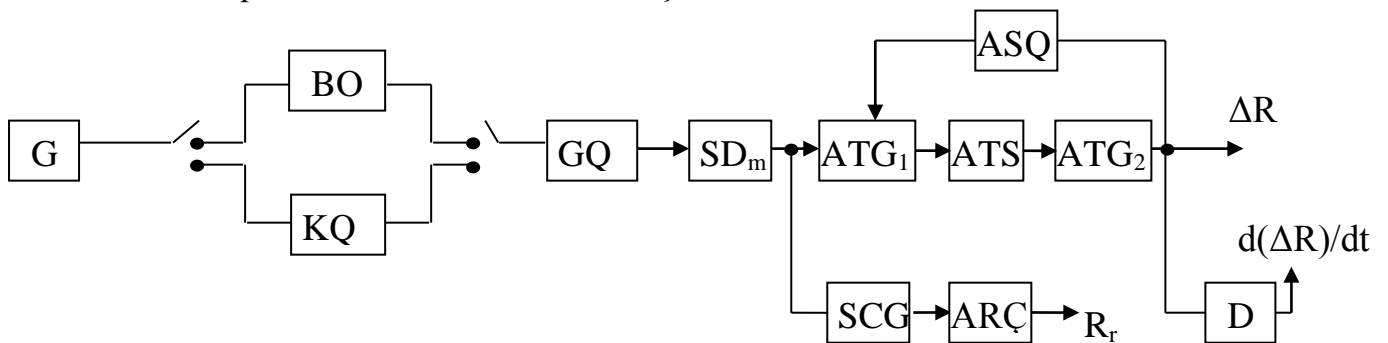 ASQ
BO
ΔR
G
GQ
SDₘ
ATG₁
ATS
ATG₂
KQ
d(ΔR)/dt
SCG
ARÇ
Rᵣ
D